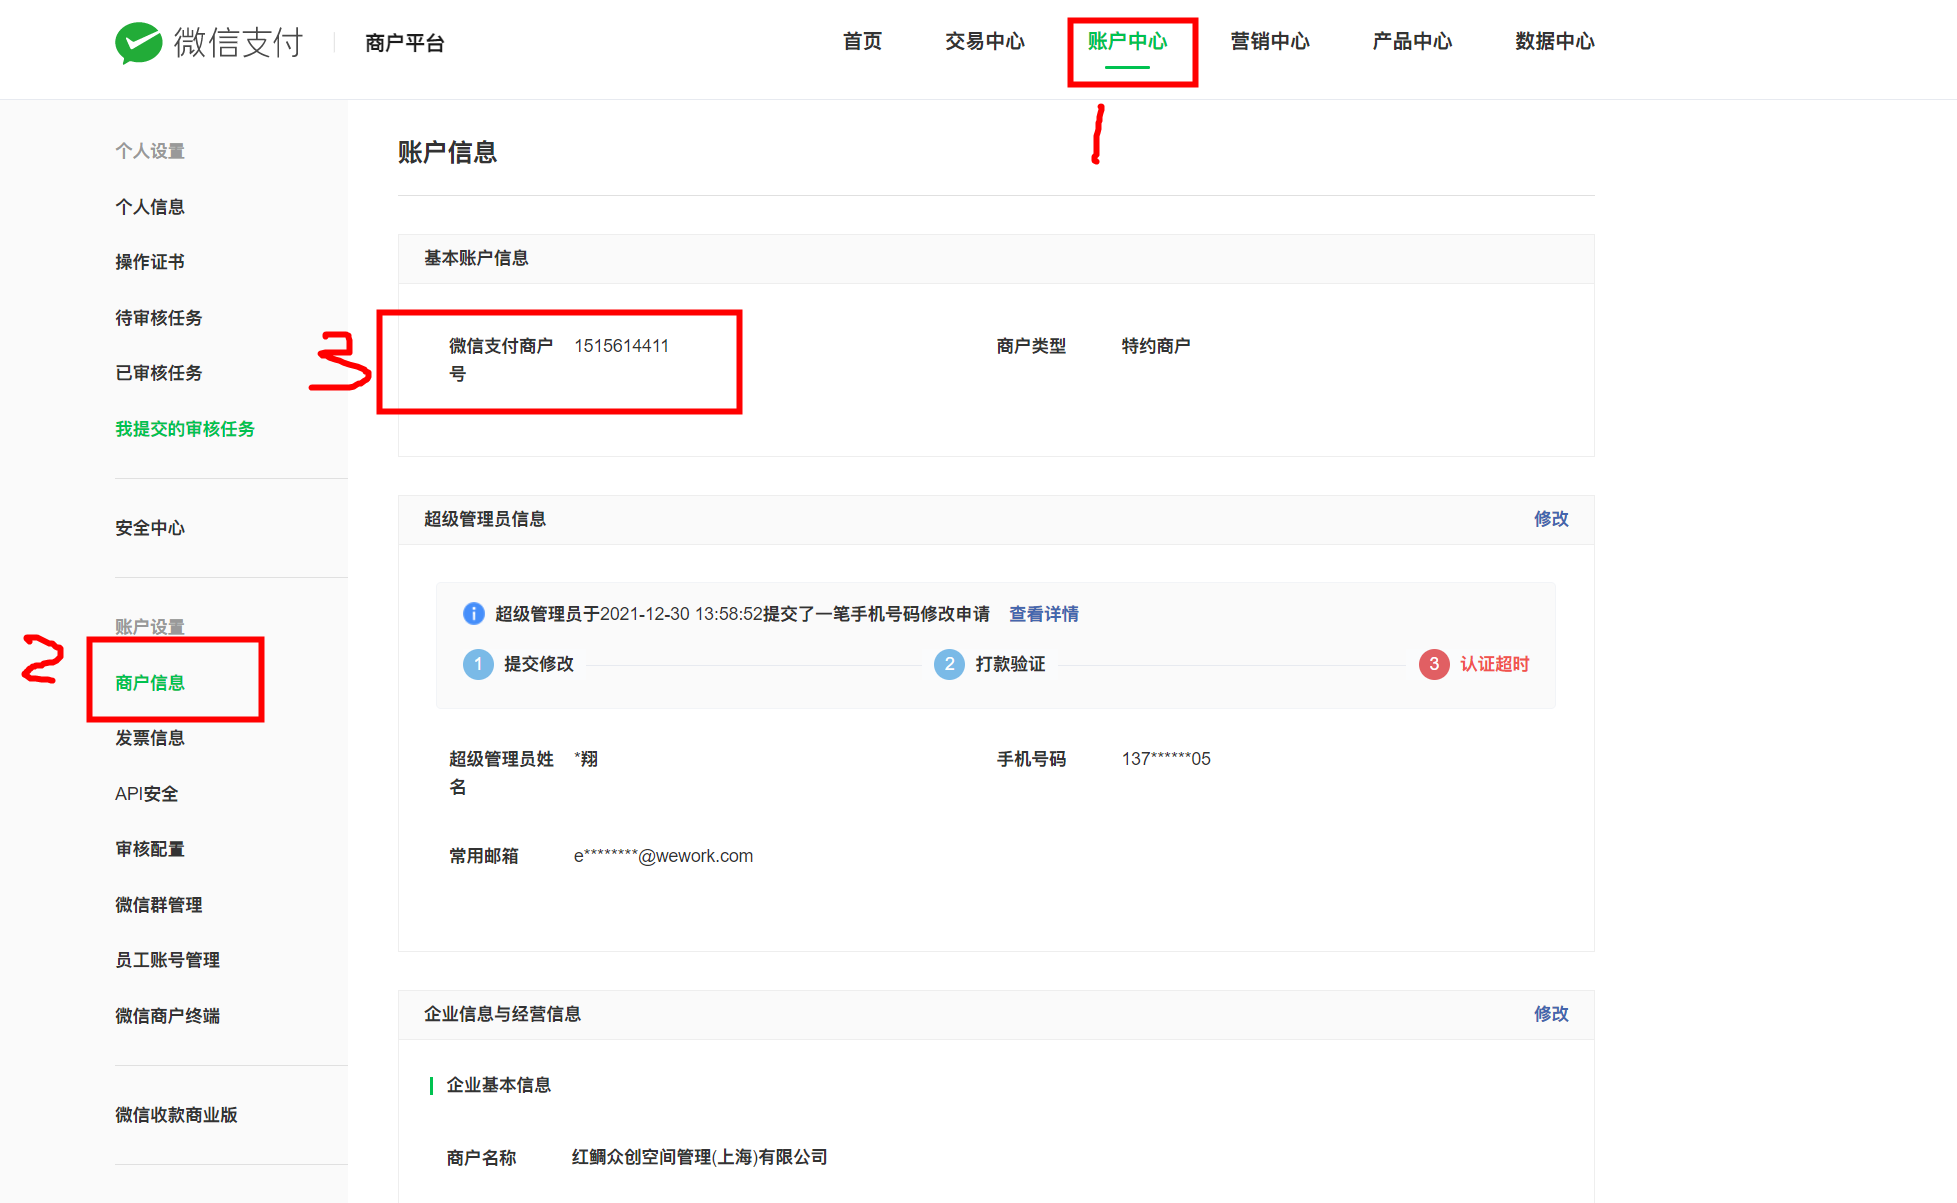 微信支付 商户平台 首页 交易中心 账户中心 营销中心 产品中心 数据中心
1
个人设置
个人信息
操作证书
待审核任务
已审核任务
我提交的审核任务
安全中心
账户设置
2
商户信息
发票信息
API安全
审核配置
微信群管理
员工账号管理
微信商户终端
微信收款商业版
账户信息
基本账户信息
3
微信支付商户 1515614411 商户类型 特约商户
号
超级管理员信息 修改
超级管理员于2021-12-30 13:58:52提交了一笔手机号码修改申请 查看详情
1 提交修改 2 打款验证 3 认证超时
超级管理员姓 *翔 手机号码 137******05
名
常用邮箱 e********@wework.com
企业信息与经营信息 修改
企业基本信息
商户名称 红鲷众创空间管理(上海)有限公司